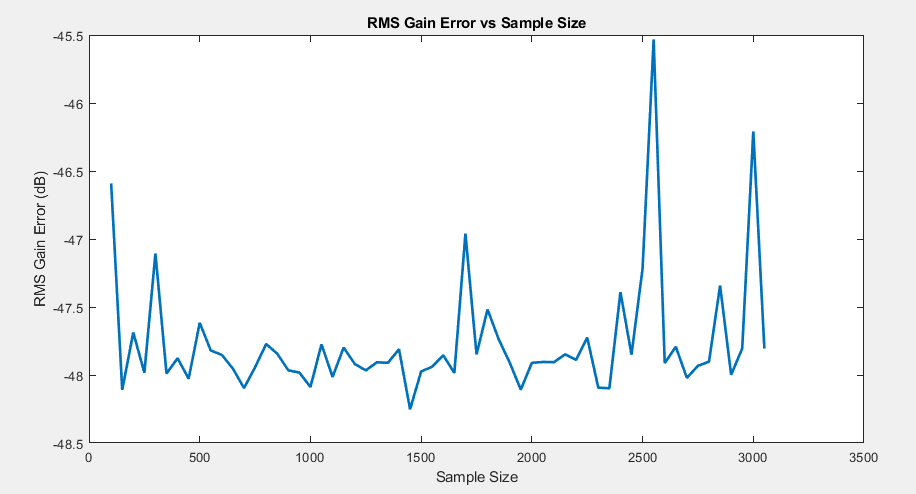 RMS Gain Error vs Sample Size
-45.5
-46
-46.5
-47
-47.5
-48
-48.5
RMS Gain Error (dB)
0 500 1000 1500 2000 2500 3000 3500
Sample Size